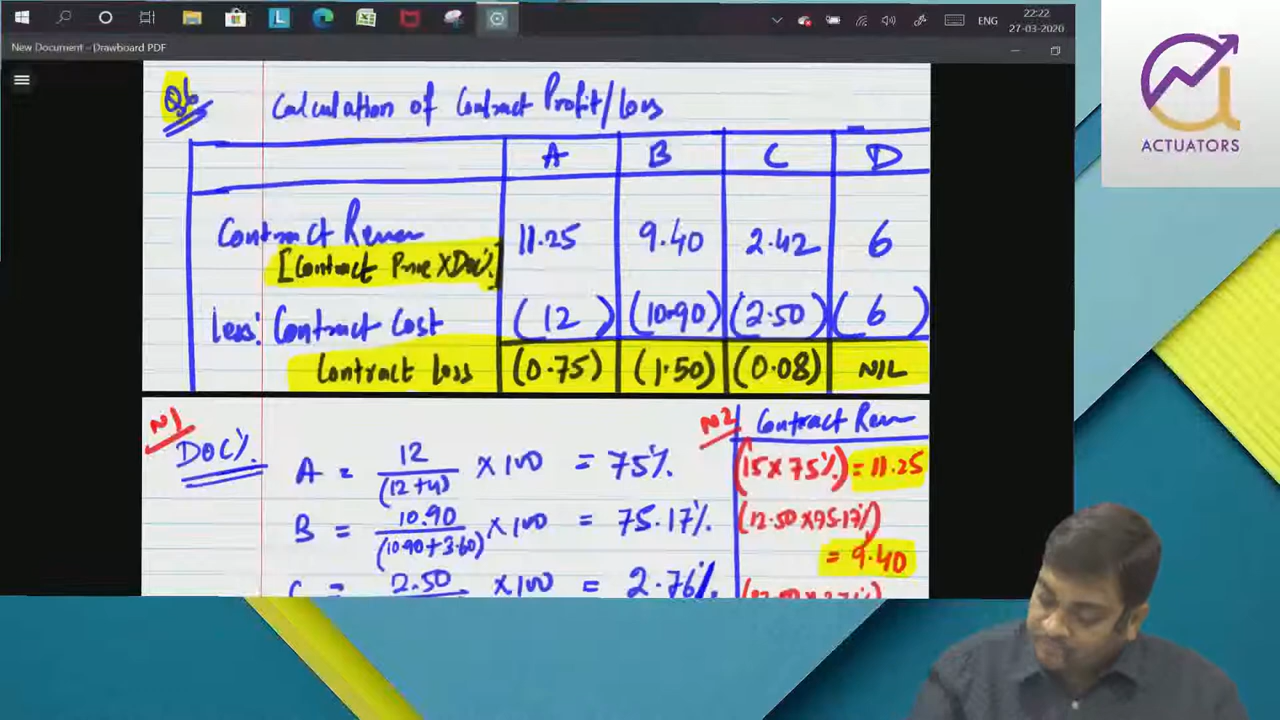 22:22
ENG
27-03-2020
New Document - Drawboard PDF
ACTUATORS
Q6
Calculation of Contract Profit/Loss
A B C D
Contract Reven 11.25 9.40 2.42 6
[Contract Price X DOC%]
Less: Contract Cost (12) (10.90) (2.50) (6)
Contract Loss (0.75) (1.50) (0.08) NIL
N1
DOC%
A = 12/(12+4) X 100 = 75%
B = 10.90/(10.90+3.60) X 100 = 75.17%
C = 2.50 X 100 = 2.76%
N2 Contract Reven
(15 X 75%) = 11.25
(12.50 X 75.17%)
= 9.40